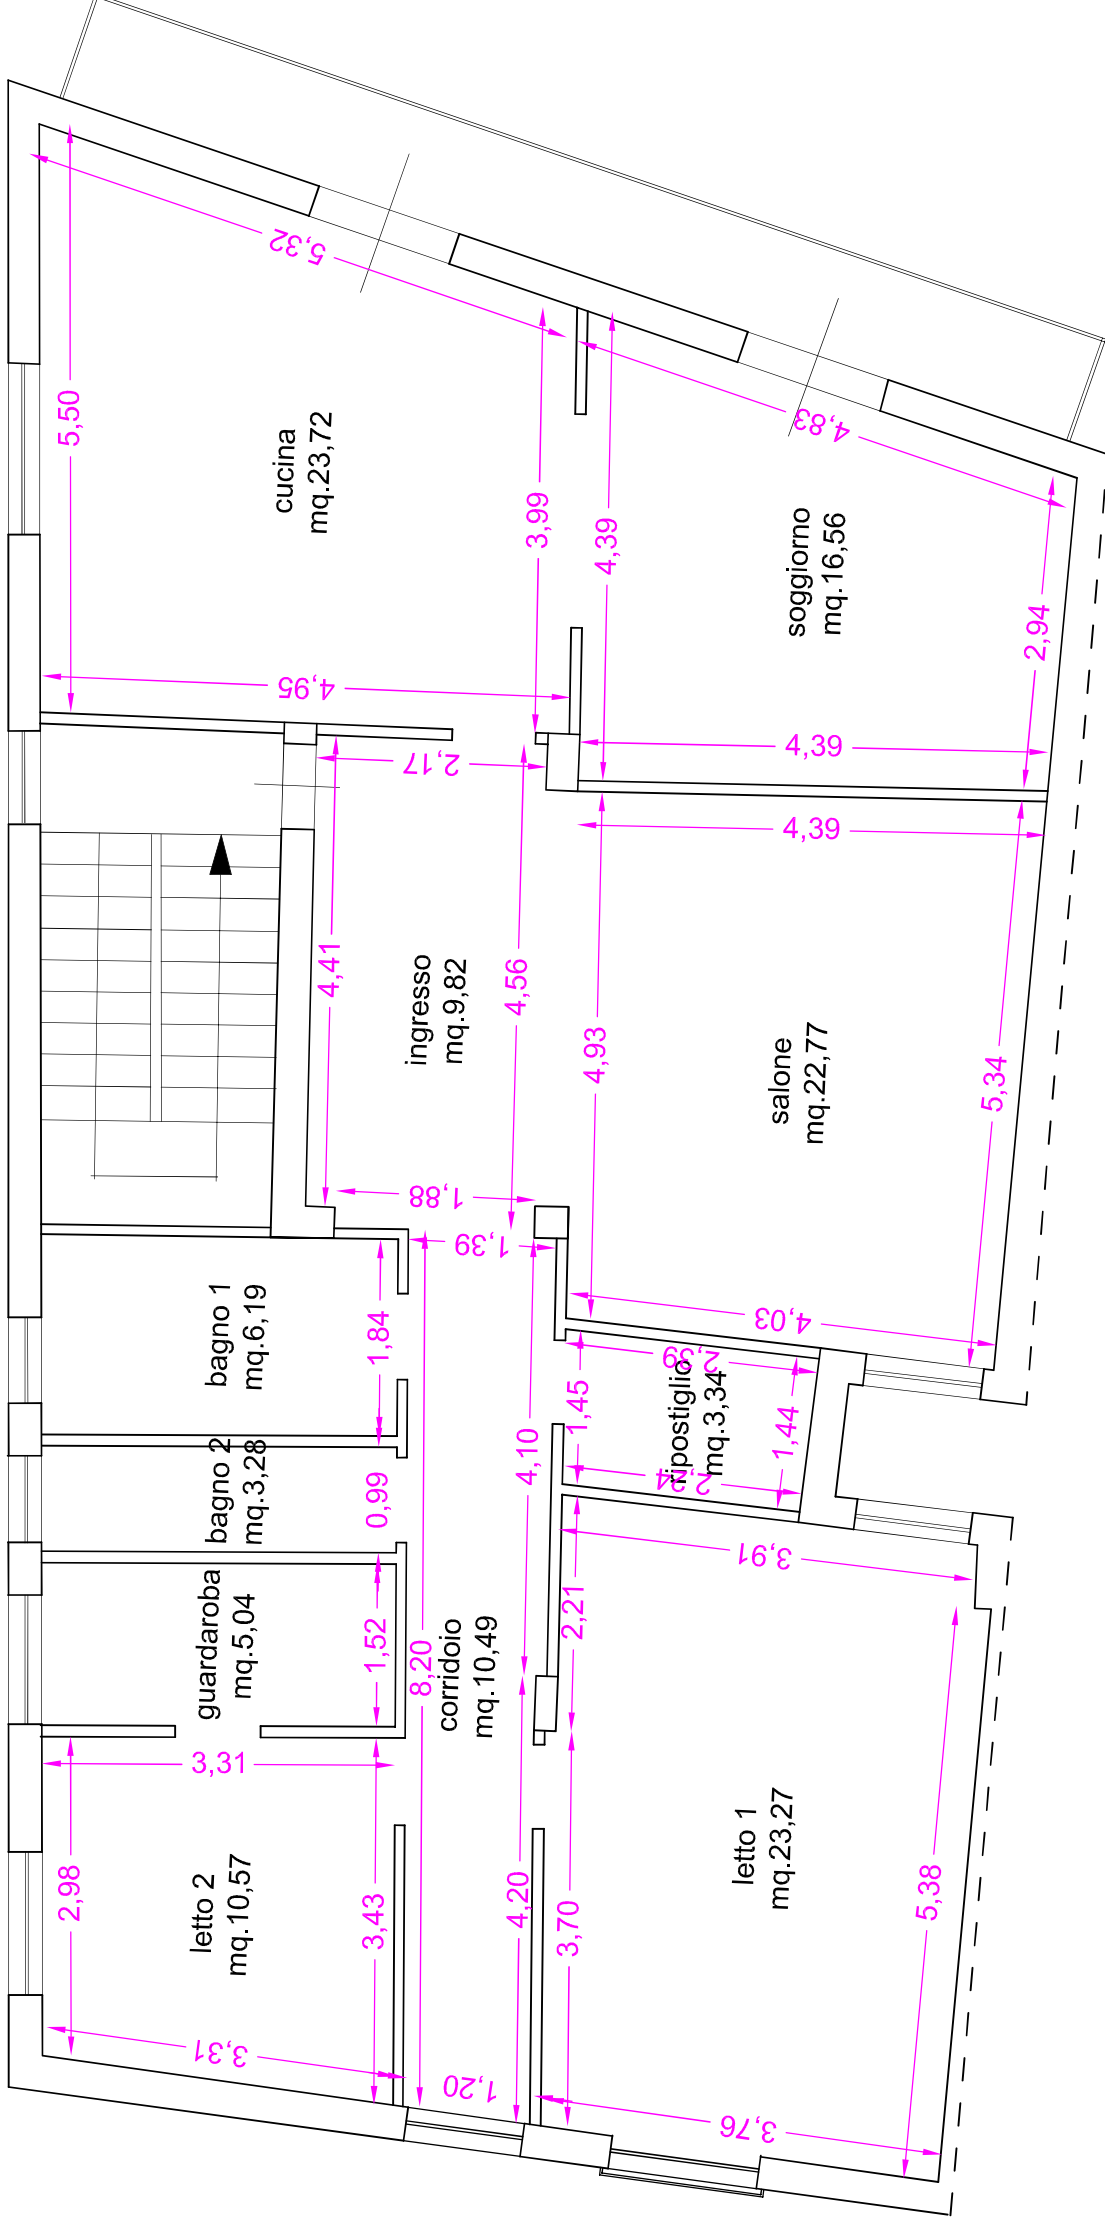 5,50
5,32
cucina
mq.23,72
3,99
4,39
4,83
soggiorno
mq.16,56
2,94
4,95
2,17
4,39
4,39
4,41
ingresso
mq.9,82
4,56
4,93
salone
mq.22,77
5,34
1,88
1,39
4,03
bagno 1
mq.6,19
1,84
2,39
ripostiglio
mq.3,34
1,45
1,44
2,24
4,10
bagno 2
mq.3,28
0,99
guardaroba
mq.5,04
1,52
8,20
corridoio
mq.10,49
2,21
3,91
3,31
2,98
letto 2
mq.10,57
3,43
4,20
3,70
letto 1
mq.23,27
5,38
3,31
1,20
3,76